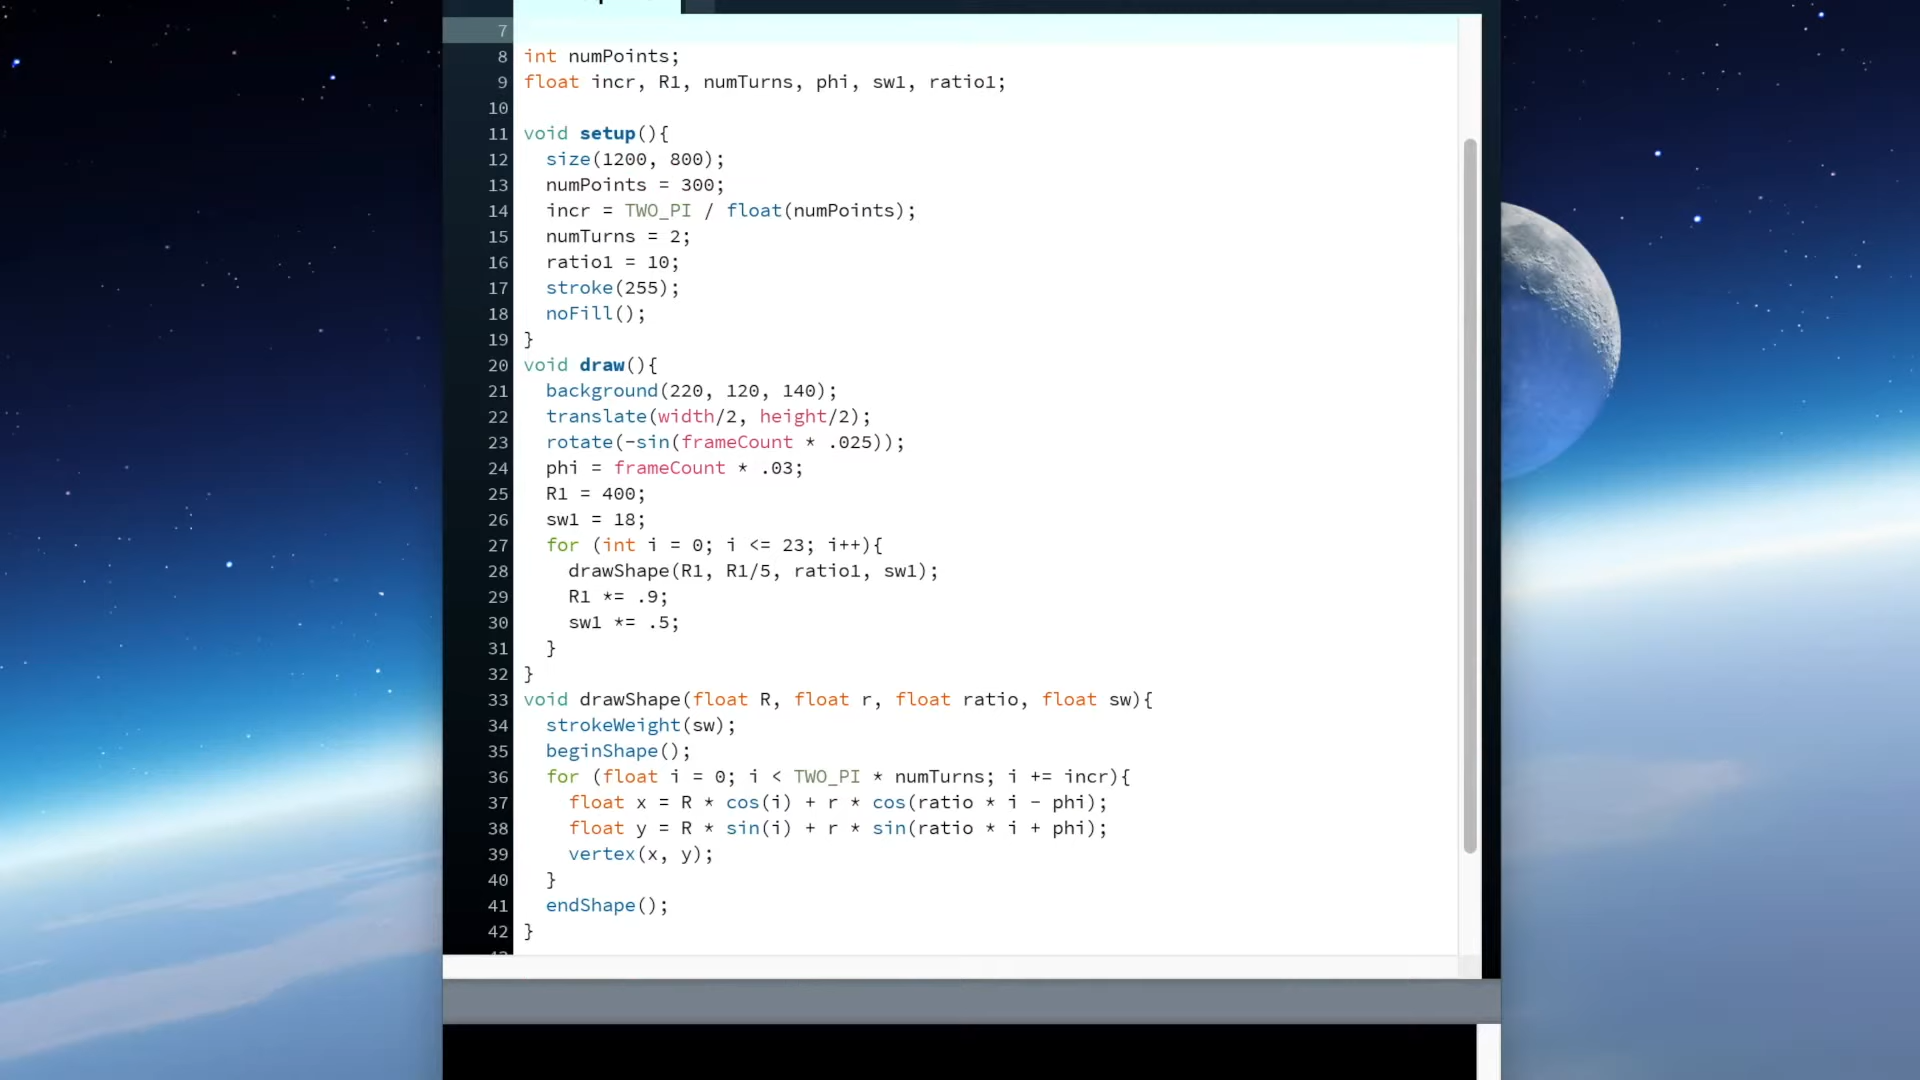 7
8 int numPoints;
9 float incr, R1, numTurns, phi, sw1, ratio1;
10
11 void setup(){
12   size(1200, 800);
13   numPoints = 300;
14   incr = TWO_PI / float(numPoints);
15   numTurns = 2;
16   ratio1 = 10;
17   stroke(255);
18   noFill();
19 }
20 void draw(){
21   background(220, 120, 140);
22   translate(width/2, height/2);
23   rotate(-sin(frameCount * .025));
24   phi = frameCount * .03;
25   R1 = 400;
26   sw1 = 18;
27   for (int i = 0; i <= 23; i++){
28     drawShape(R1, R1/5, ratio1, sw1);
29     R1 *= .9;
30     sw1 *= .5;
31   }
32 }
33 void drawShape(float R, float r, float ratio, float sw){
34   strokeWeight(sw);
35   beginShape();
36   for (float i = 0; i < TWO_PI * numTurns; i += incr){
37     float x = R * cos(i) + r * cos(ratio * i - phi);
38     float y = R * sin(i) + r * sin(ratio * i + phi);
39     vertex(x, y);
40   }
41   endShape();
42 }